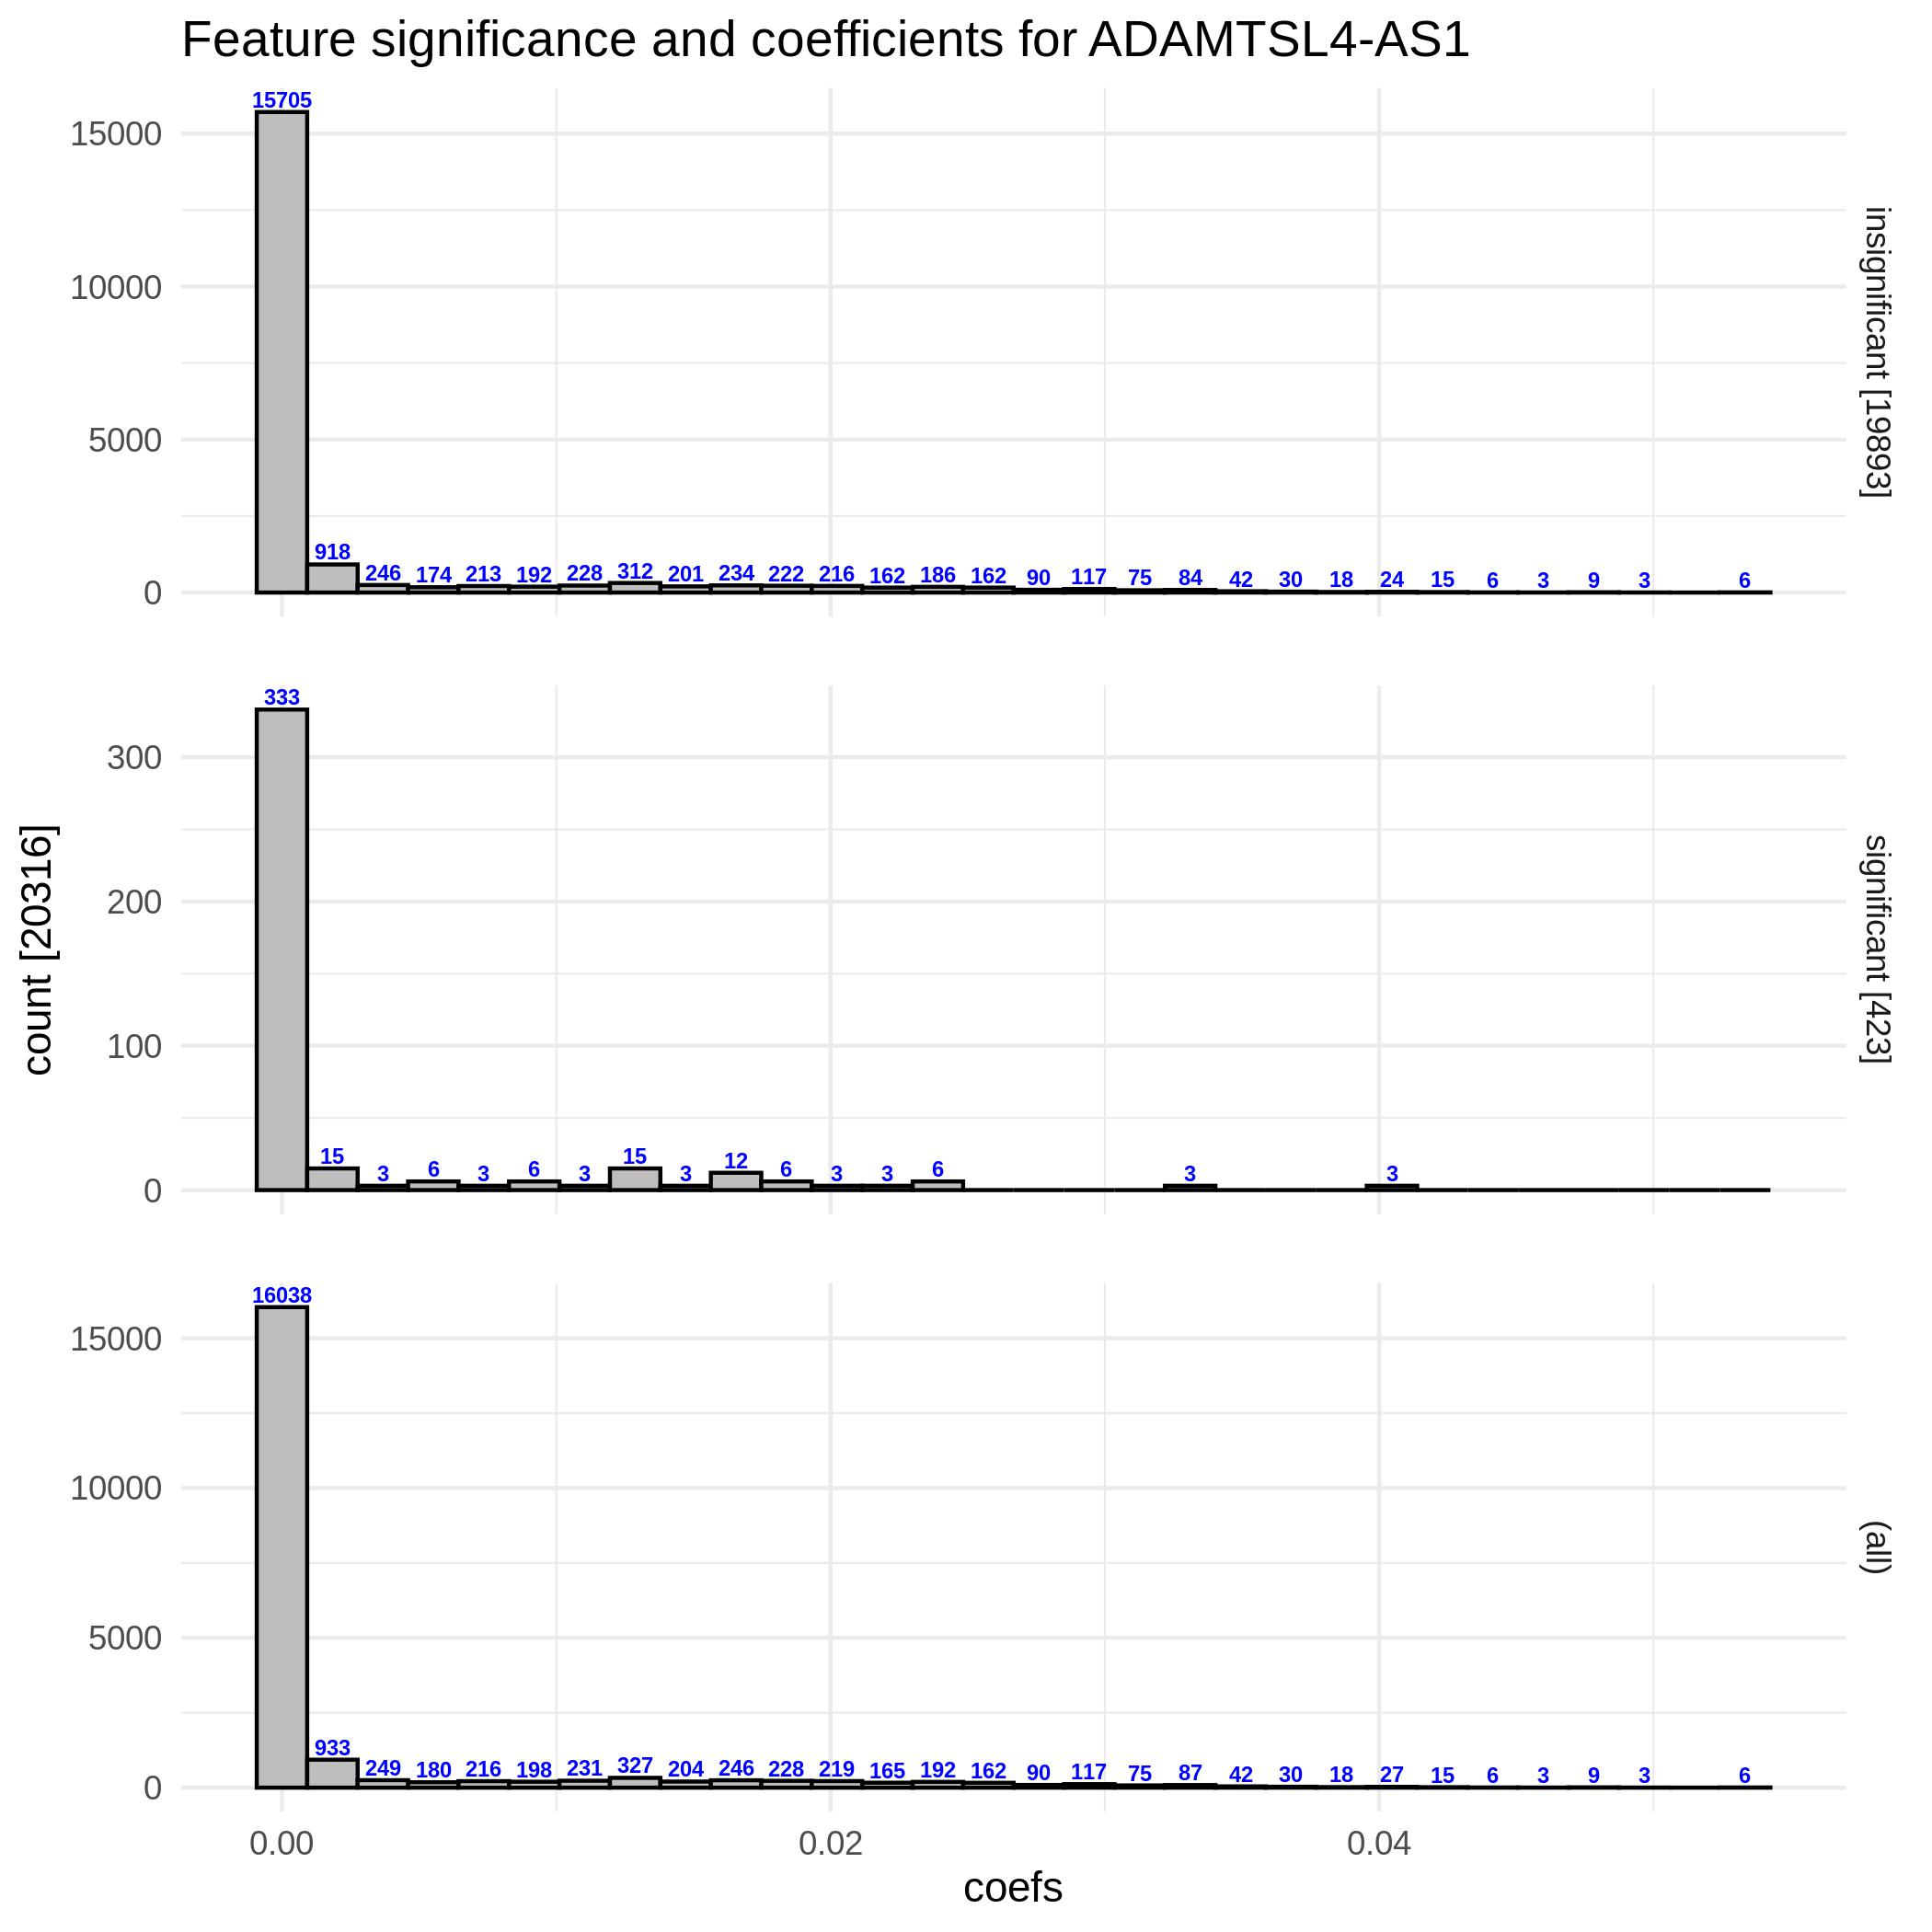 Feature significance and coefficients for ADAMTSL4-AS1
15705
15000
10000
5000
0
918 246 174 213 192 228 312 201 234 222 216 162 186 162 90 117 75 84 42 30 18 24 15 6 3 9 3 6
insignificant [19893]
count [20316]
333
300
200
100
0
15 3 6 3 6 3 15 3 12 6 3 3 6 3 3
significant [423]
16038
15000
10000
5000
0
933 249 180 216 198 231 327 204 246 228 219 165 192 162 90 117 75 87 42 30 18 27 15 6 3 9 3 6
(all)
0.00 0.02 0.04
coefs